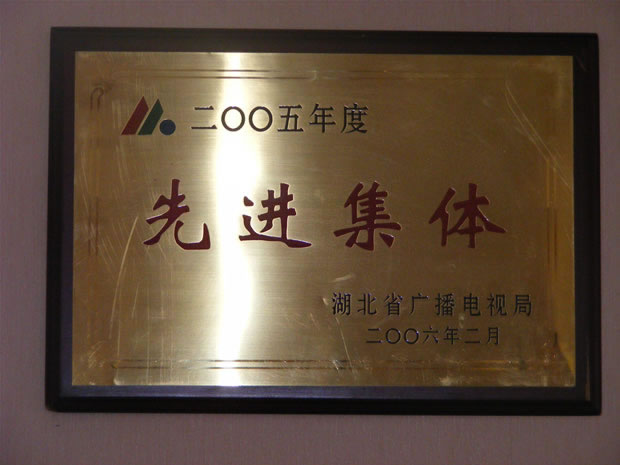 二〇〇五年度
先进集体
湖北省广播电视局
二〇〇六年二月